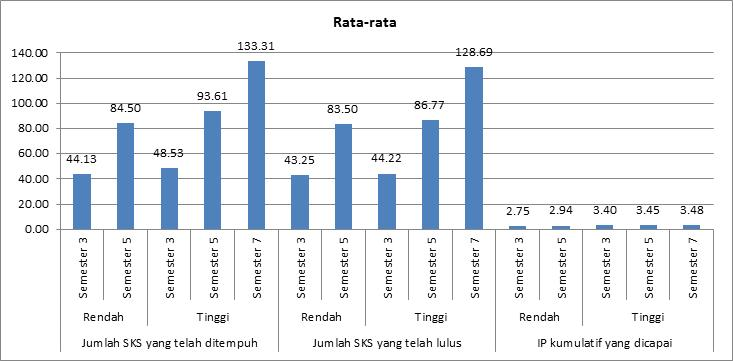 Rata-rata
140.00
120.00
100.00
80.00
60.00
40.00
20.00
0.00
44.13
84.50
48.53
93.61
133.31
43.25
83.50
44.22
86.77
128.69
2.75
2.94
3.40
3.45
3.48
Semester 3
Semester 5
Semester 3
Semester 5
Semester 7
Semester 3
Semester 5
Semester 3
Semester 5
Semester 7
Semester 3
Semester 5
Semester 3
Semester 5
Semester 7
Rendah
Tinggi
Rendah
Tinggi
Rendah
Tinggi
Jumlah SKS yang telah ditempuh
Jumlah SKS yang telah lulus
IP kumulatif yang dicapai